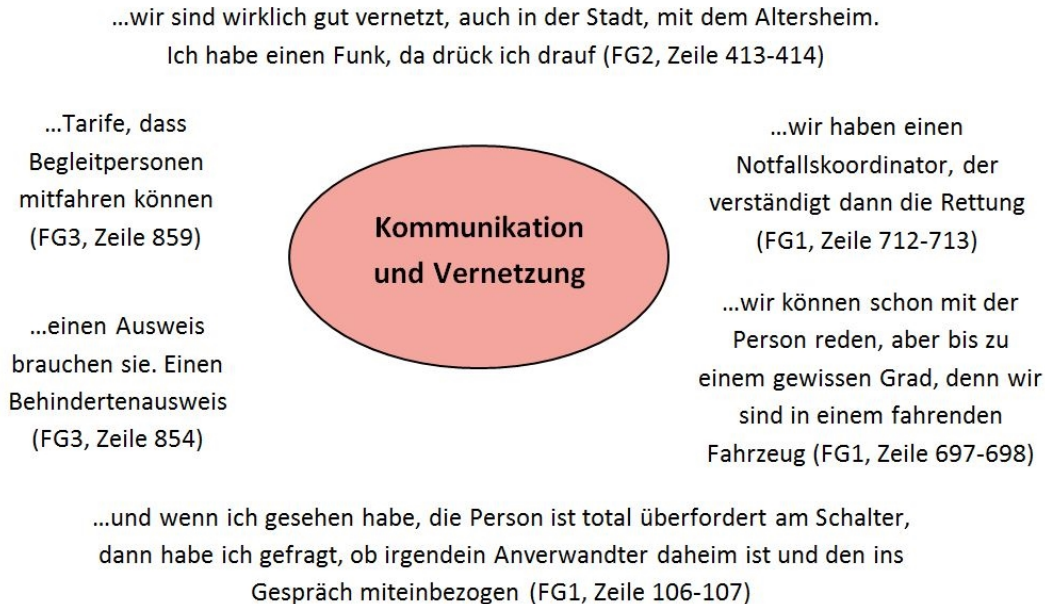 ...wir sind wirklich gut vernetzt, auch in der Stadt, mit dem Altersheim.
Ich habe einen Funk, da drück ich drauf (FG2, Zeile 413-414)
...Tarife, dass
Begleitpersonen
mitfahren können
(FG3, Zeile 859)
...einen Ausweis
brauchen sie. Einen
Behindertenausweis
(FG3, Zeile 854)
Kommunikation
und Vernetzung
...wir haben einen
Notfallskoordinator, der
verständigt dann die Rettung
(FG1, Zeile 712-713)
...wir können schon mit der
Person reden, aber bis zu
einem gewissen Grad, denn wir
sind in einem fahrenden
Fahrzeug (FG1, Zeile 697-698)
...und wenn ich gesehen habe, die Person ist total überfordert am Schalter,
dann habe ich gefragt, ob irgendein Anverwandter daheim ist und den ins
Gespräch miteinbezogen (FG1, Zeile 106-107)